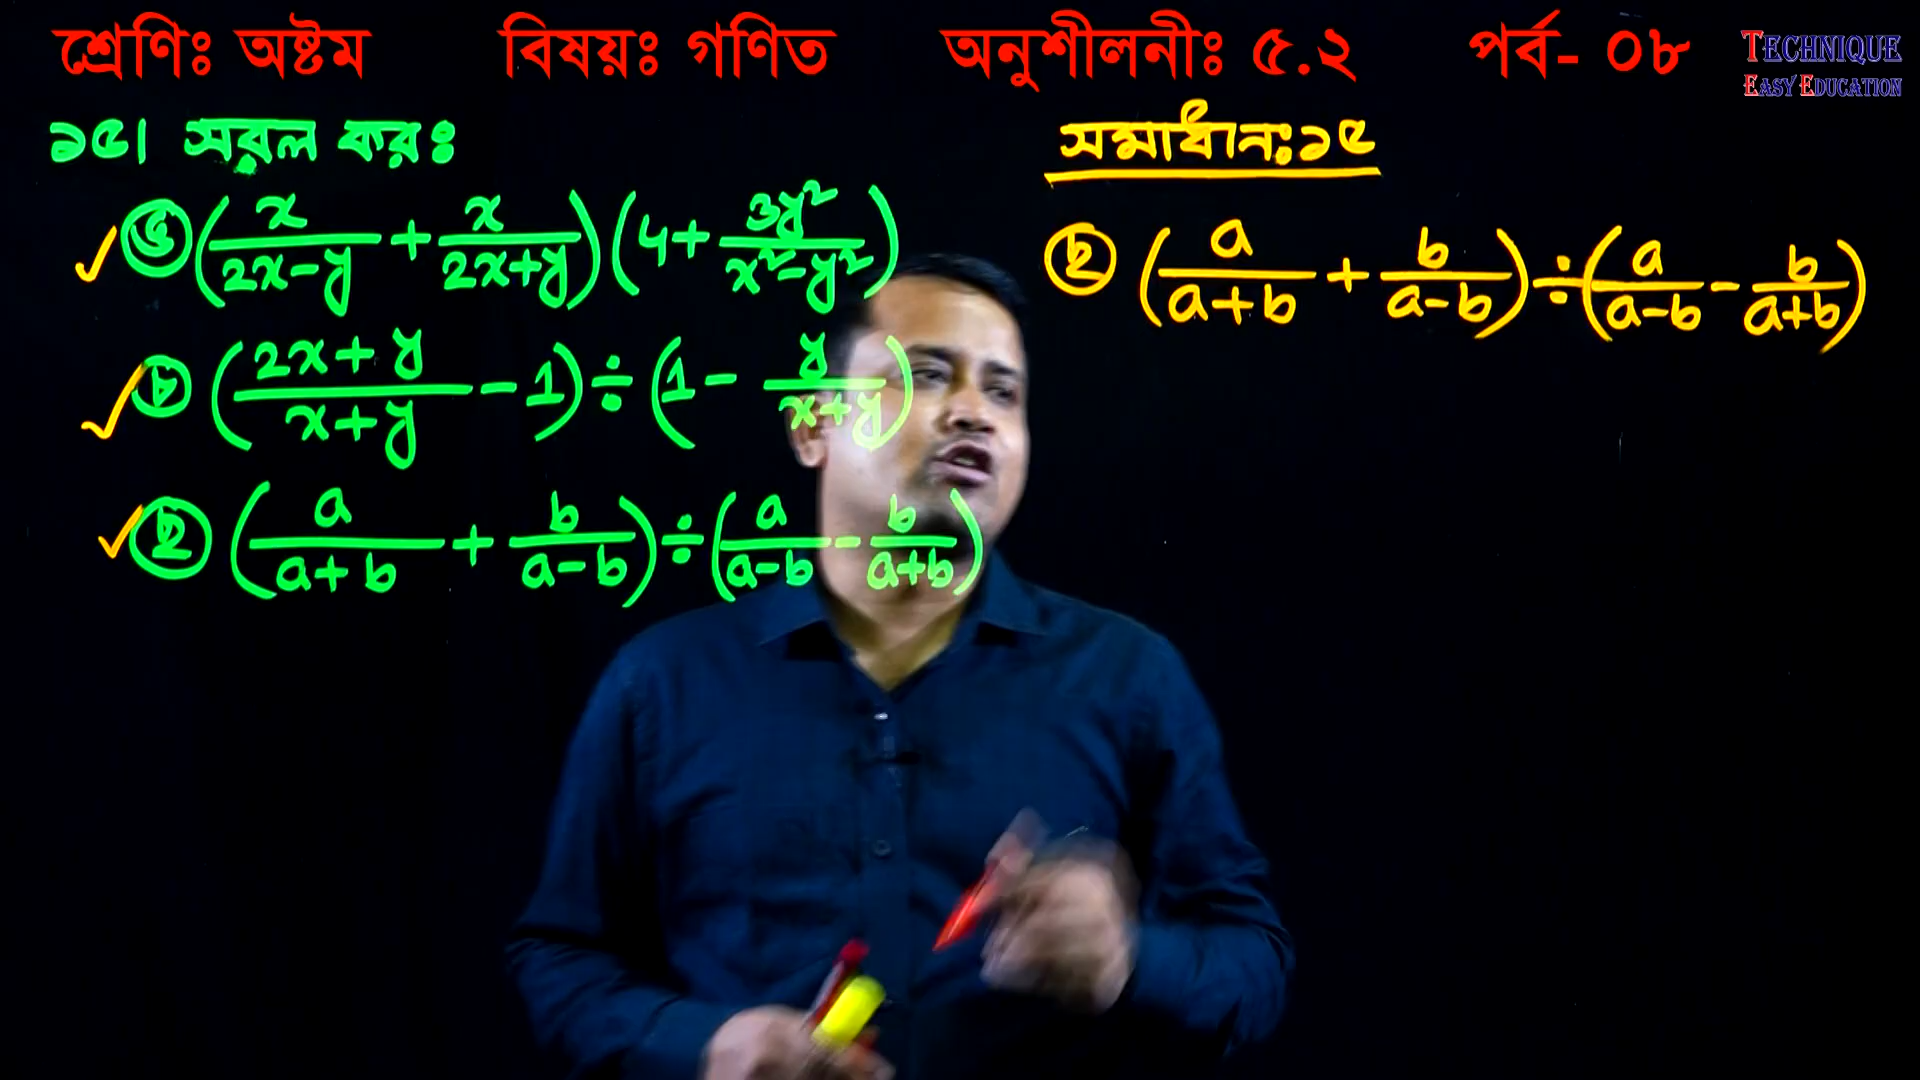 শ্রেণিঃ অষ্টম বিষয়ঃ গণিত অনুশীলনীঃ ৫.২ পর্ব- ০৮
TECHNIQUE
EASY EDUCATION
১৫। সরল করঃ
ঙ (x/(2x-y) + x/(2x+y)) (4 + 3y²/(x²-y²))
চ ((2x+y)/(x+y) - 1) ÷ (1 - y/(x+y))
ছ (a/(a+b) + b/(a-b)) ÷ (a/(a-b) - b/(a+b))
সমাধানঃ১৫
ছ (a/(a+b) + b/(a-b)) ÷ (a/(a-b) - b/(a+b))